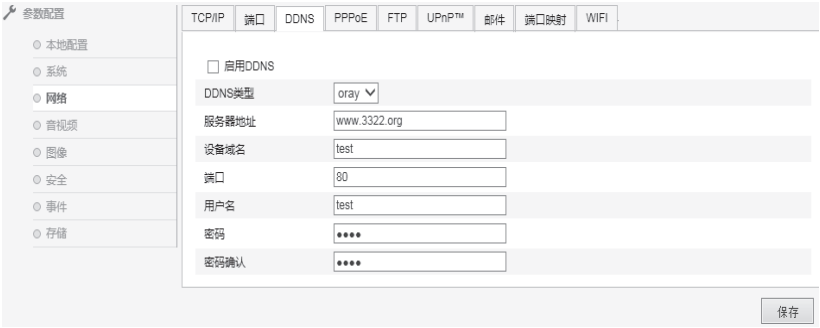 参数配置
本地配置
系统
网络
音视频
图像
安全
事件
存储
TCP/IP 端口 DDNS PPPoE FTP UPnP™ 邮件 端口映射 WIFI
启用DDNS
DDNS类型 oray
服务器地址 www.3322.org
设备域名 test
端口 80
用户名 test
密码 ••••
密码确认 ••••
保存